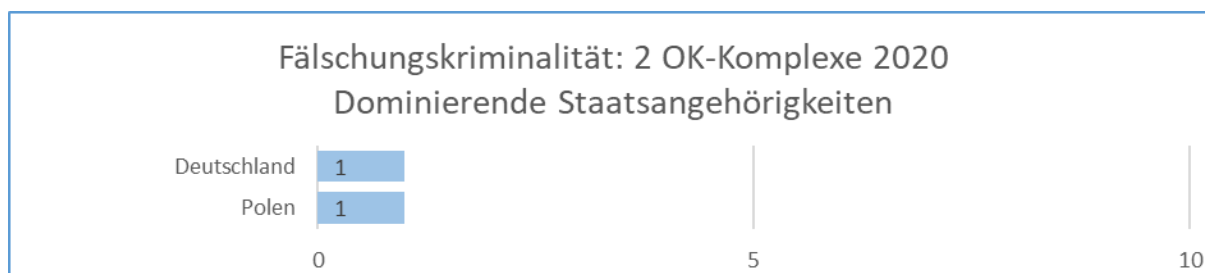 Fälschungskriminalität: 2 OK-Komplexe 2020
Dominierende Staatsangehörigkeiten
Deutschland 1
Polen 1
0 5 10